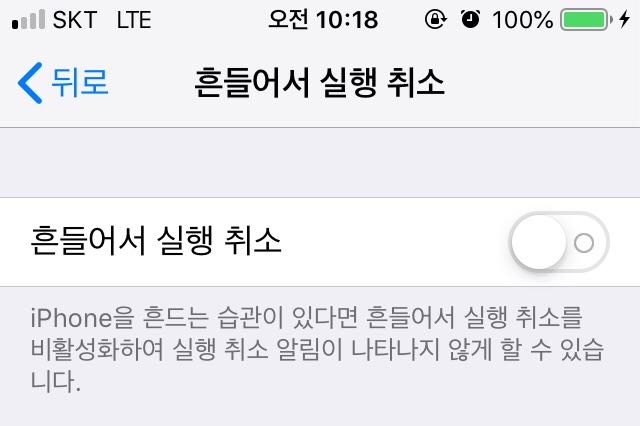 SKT LTE 오전 10:18 100%
뒤로 흔들어서 실행 취소
흔들어서 실행 취소
iPhone을 흔드는 습관이 있다면 흔들어서 실행 취소를
비활성화하여 실행 취소 알림이 나타나지 않게 할 수 있습
니다.